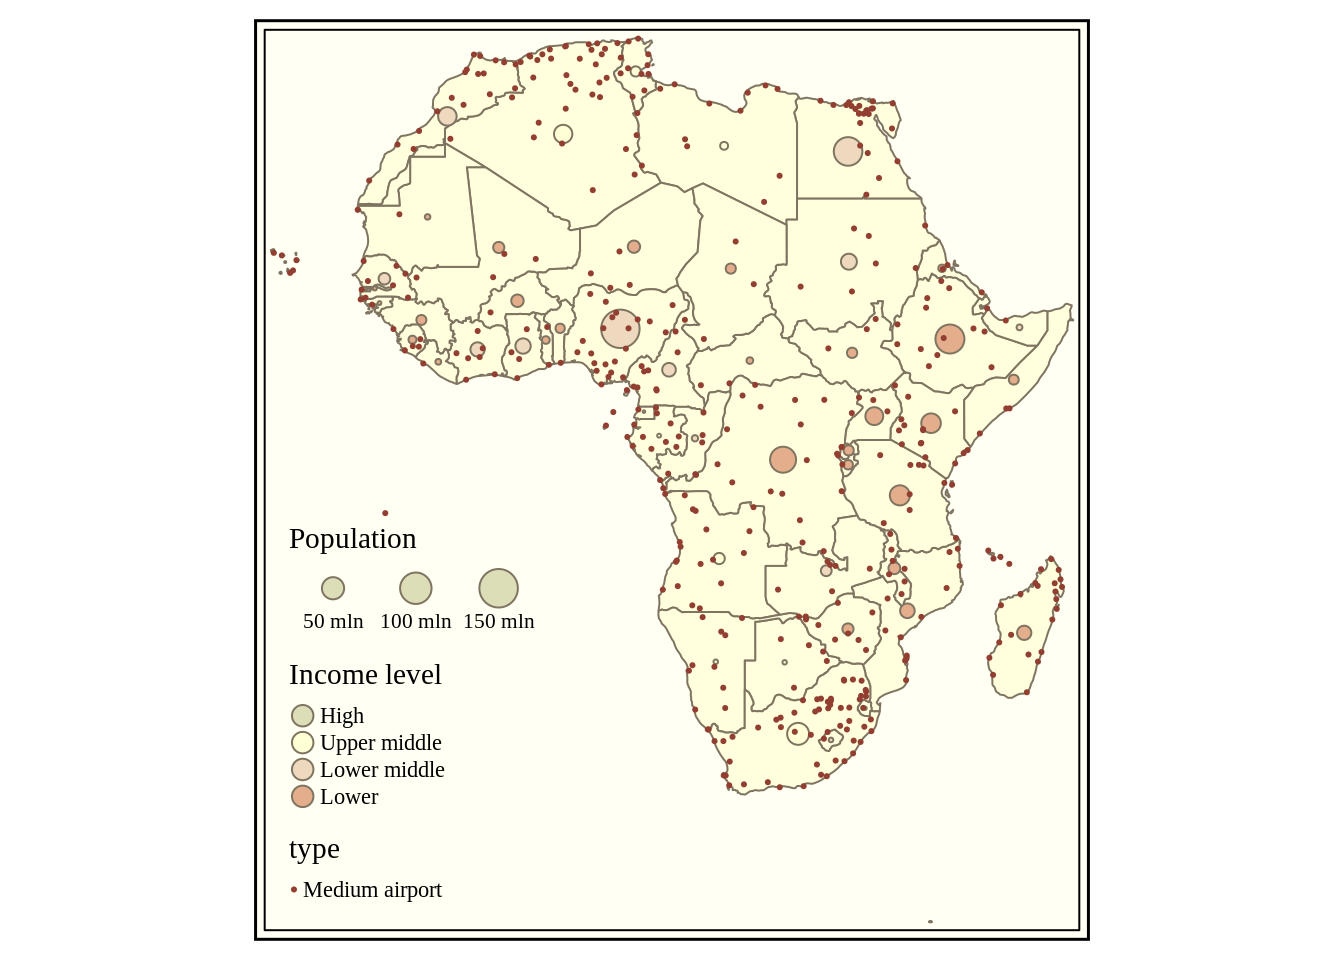 Population
50 mln 100 mln 150 mln
Income level
High
Upper middle
Lower middle
Lower
type
Medium airport